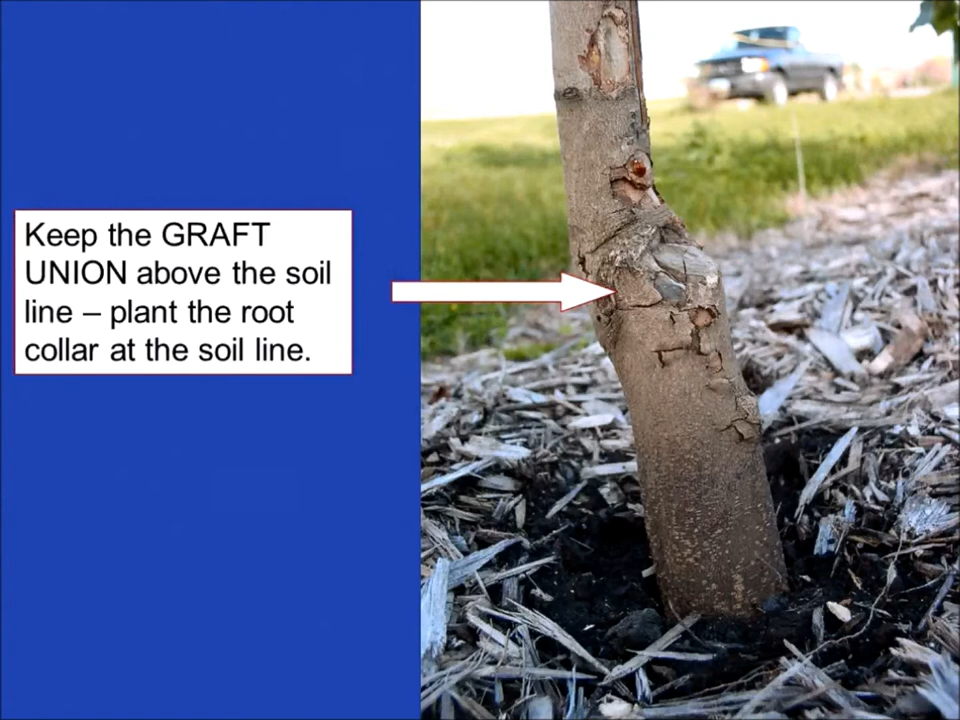 Keep the GRAFT
UNION above the soil
line – plant the root
collar at the soil line.